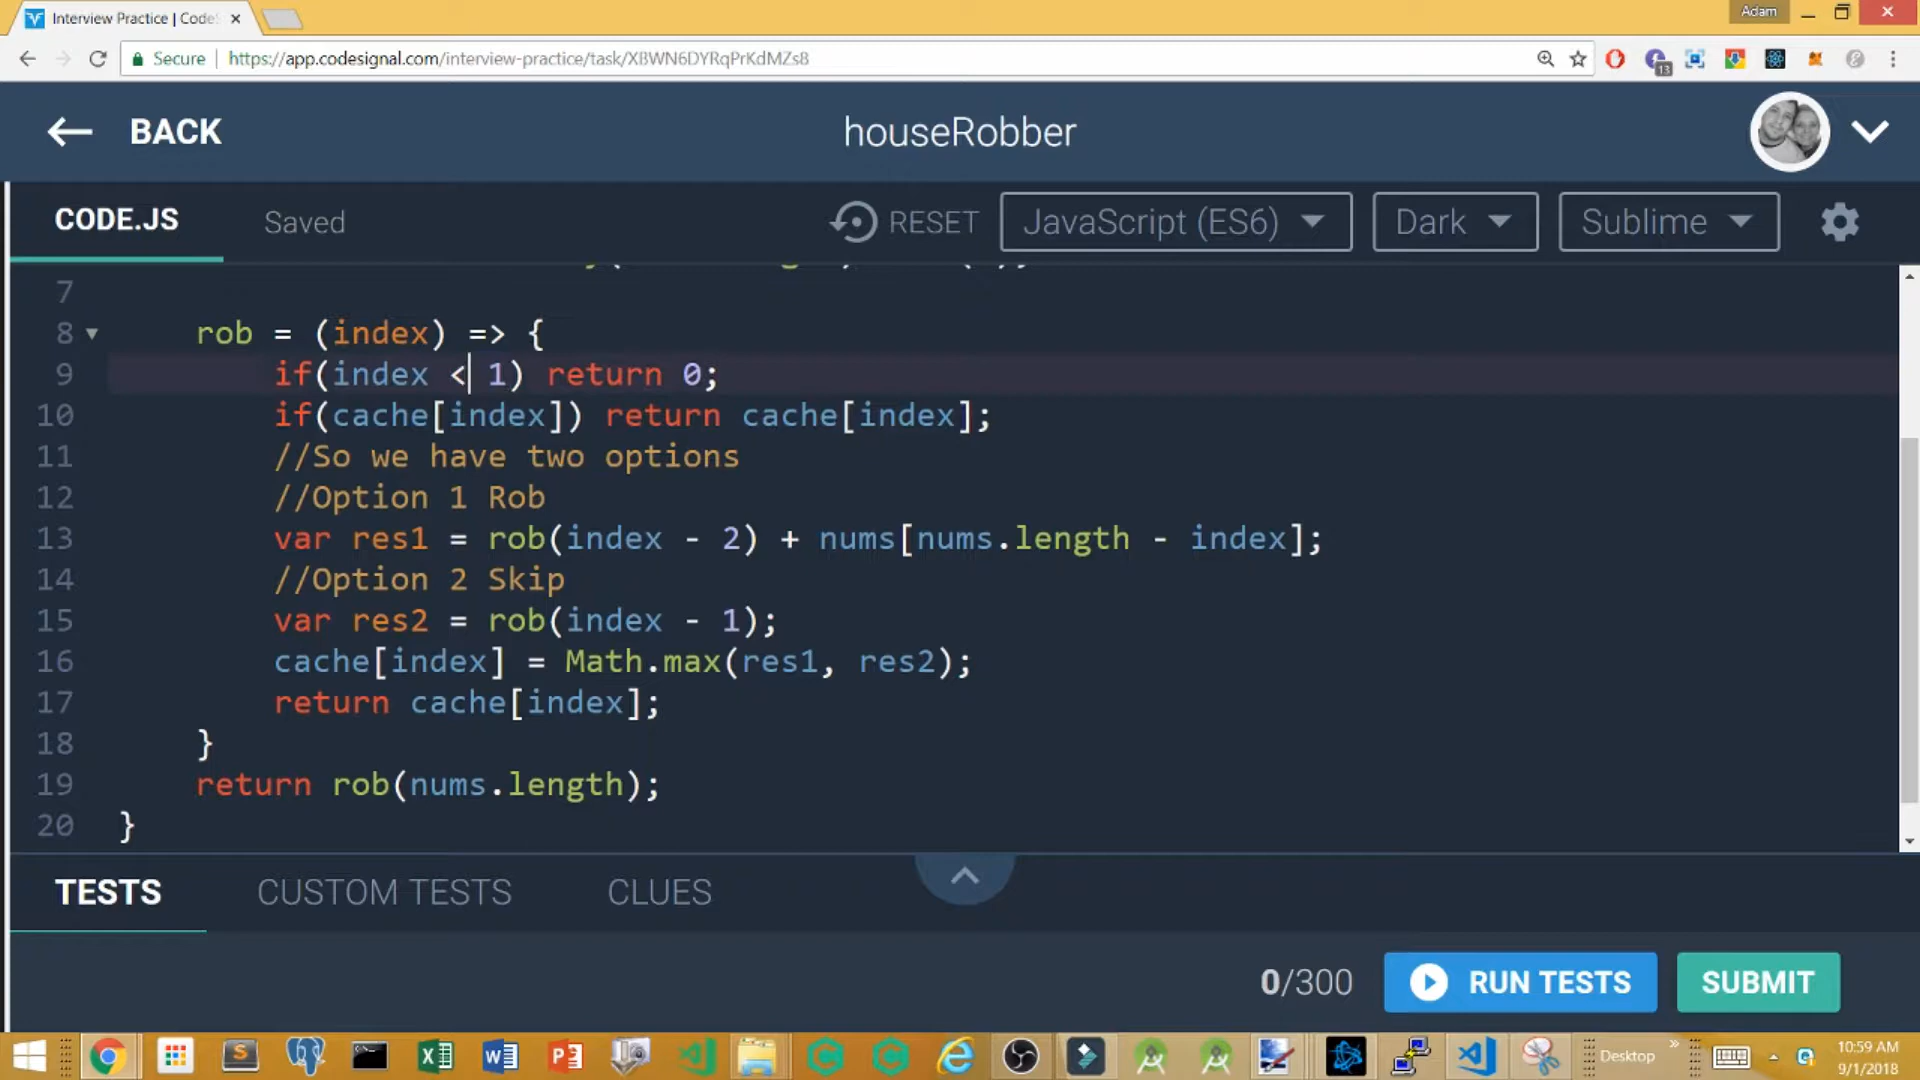 Interview Practice | Code
Adam
Secure
https://app.codesignal.com/interview-practice/task/XBWN6DYRqPrKdMZs8
13
BACK
houseRobber
CODE.JS
Saved
RESET
JavaScript (ES6)
Dark
Sublime
7
8 rob = (index) => {
9 if(index < 1) return 0;
10 if(cache[index]) return cache[index];
11 //So we have two options
12 //Option 1 Rob
13 var res1 = rob(index - 2) + nums[nums.length - index];
14 //Option 2 Skip
15 var res2 = rob(index - 1);
16 cache[index] = Math.max(res1, res2);
17 return cache[index];
18 }
19 return rob(nums.length);
20 }
TESTS
CUSTOM TESTS
CLUES
0/300
RUN TESTS
SUBMIT
Desktop
10:59 AM
9/1/2018